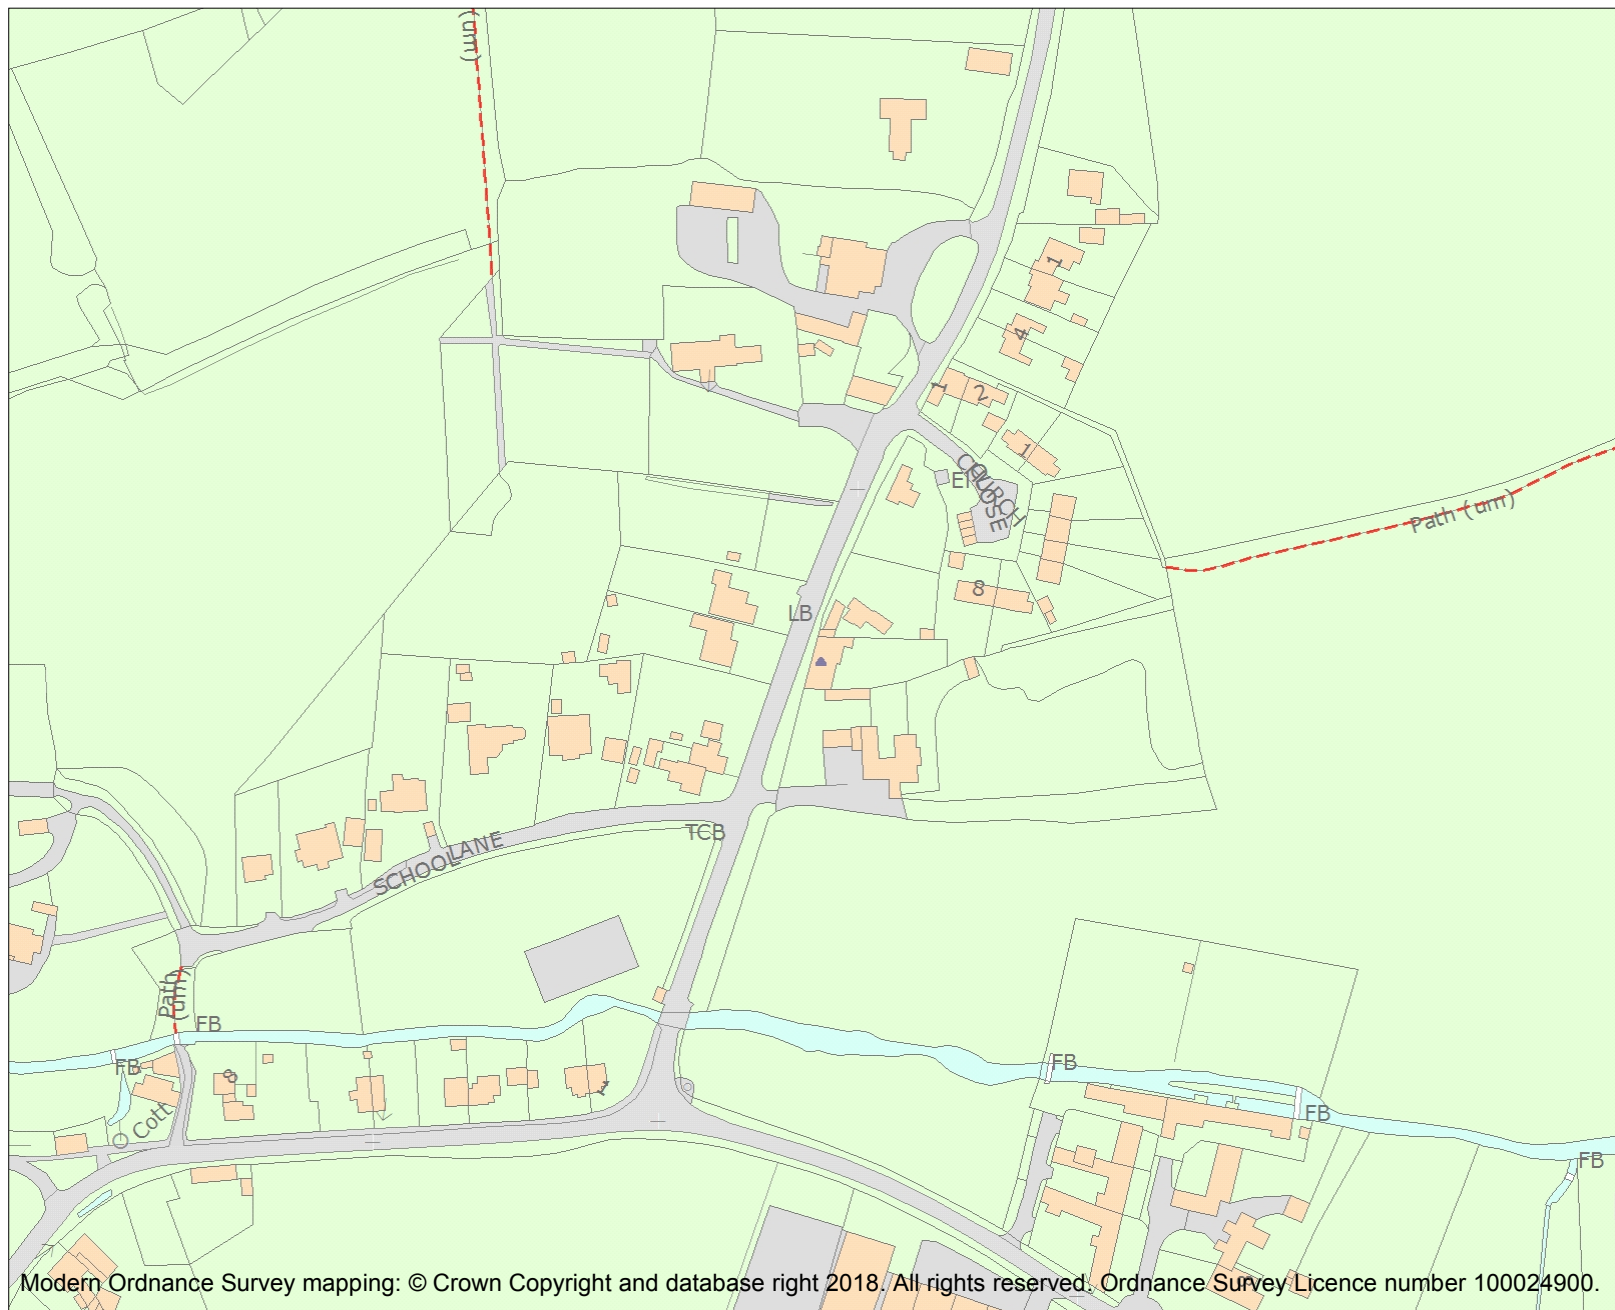 (um)
1
4
1
2
1
CHURCH
CLOSE
Path (um)
8
LB
TCB
SCHOOL LANE
Path
(um)
FB
FB
FB
8
1
Cott
FB
FB
Modern Ordnance Survey mapping: © Crown Copyright and database right 2018. All rights reserved. Ordnance Survey Licence number 100024900.